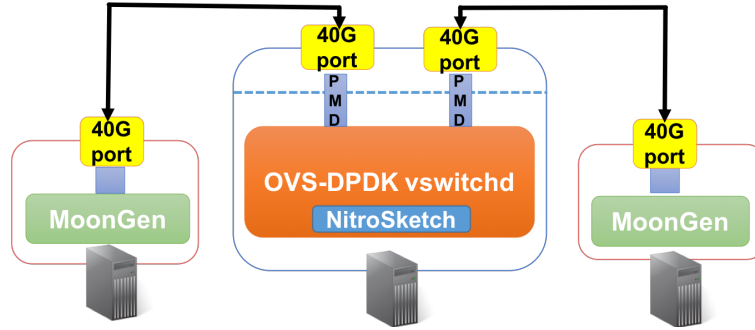 40G
port
40G
port
P
M
D
P
M
D
40G
port
40G
port
OVS-DPDK vswitchd
MoonGen
NitroSketch
MoonGen